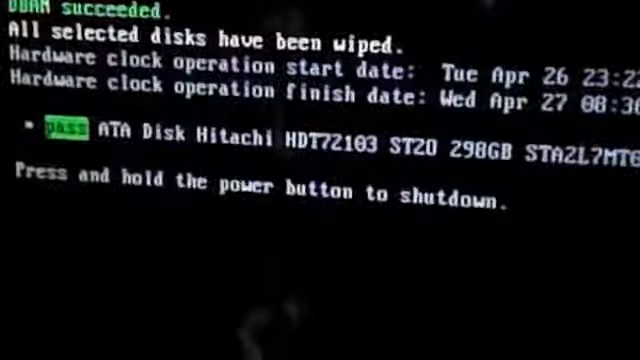 DBAN succeeded.
All selected disks have been wiped.
Hardware clock operation start date: Tue Apr 26 23:22
Hardware clock operation finish date: Wed Apr 27 08:30
* pass ATA Disk Hitachi HDT72103 ST20 298GB
Press and hold the power button to shutdown.